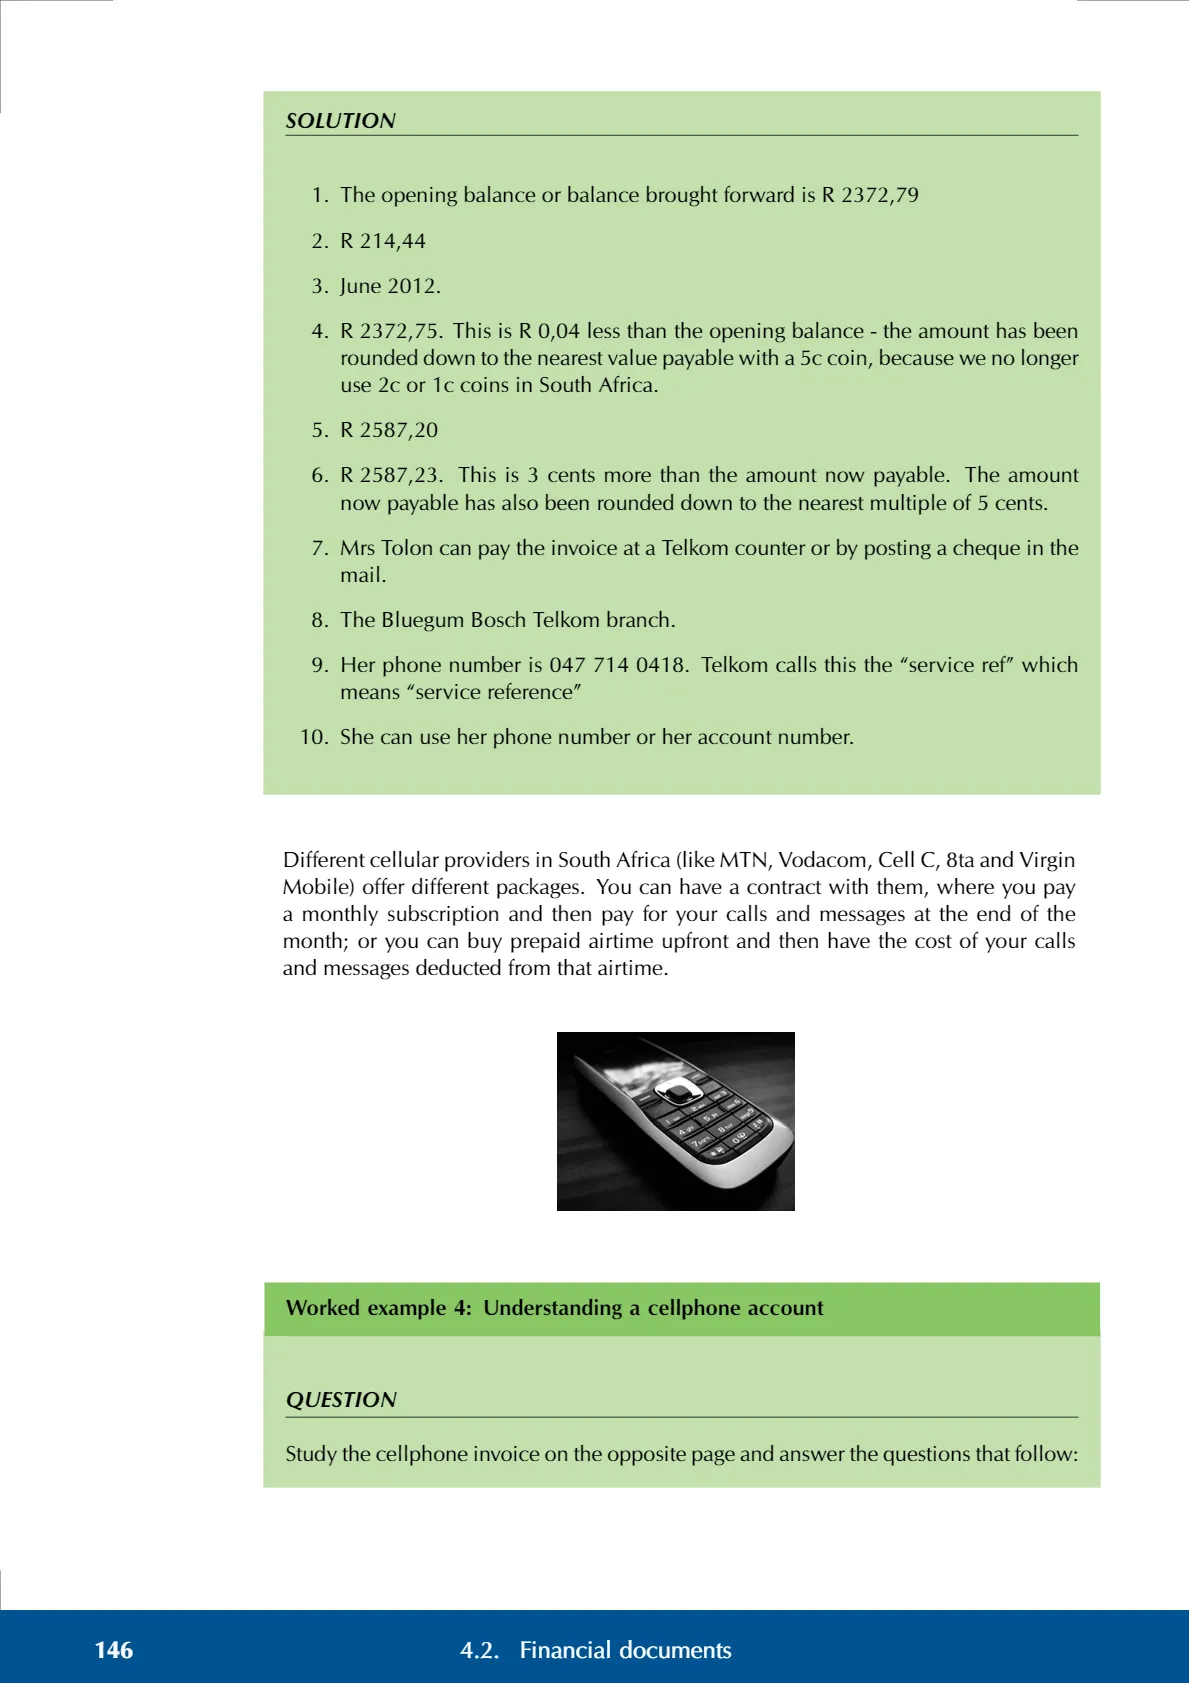 SOLUTION
1. The opening balance or balance brought forward is R 2372,79
2. R 214,44
3. June 2012.
4. R 2372,75. This is R 0,04 less than the opening balance - the amount has been
rounded down to the nearest value payable with a 5c coin, because we no longer
use 2c or 1c coins in South Africa.
5. R 2587,20
6. R 2587,23. This is 3 cents more than the amount now payable. The amount
now payable has also been rounded down to the nearest multiple of 5 cents.
7. Mrs Tolon can pay the invoice at a Telkom counter or by posting a cheque in the
mail.
8. The Bluegum Bosch Telkom branch.
9. Her phone number is 047 714 0418. Telkom calls this the “service ref” which
means “service reference”
10. She can use her phone number or her account number.
Different cellular providers in South Africa (like MTN, Vodacom, Cell C, 8ta and Virgin
Mobile) offer different packages. You can have a contract with them, where you pay
a monthly subscription and then pay for your calls and messages at the end of the
month; or you can buy prepaid airtime upfront and then have the cost of your calls
and messages deducted from that airtime.
Worked example 4: Understanding a cellphone account
QUESTION
Study the cellphone invoice on the opposite page and answer the questions that follow:
146 4.2. Financial documents